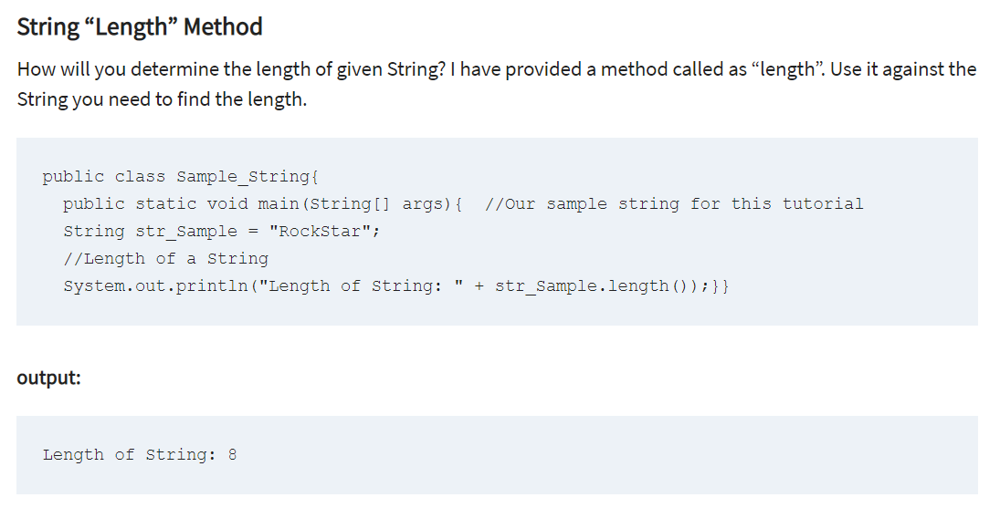 String “Length” Method
How will you determine the length of given String? I have provided a method called as “length”. Use it against the
String you need to find the length.
public class Sample_String{
public static void main(String[] args){  //Our sample string for this tutorial
String str_Sample = "RockStar";
//Length of a String
System.out.println("Length of String: " + str_Sample.length());}}
output:
Length of String: 8